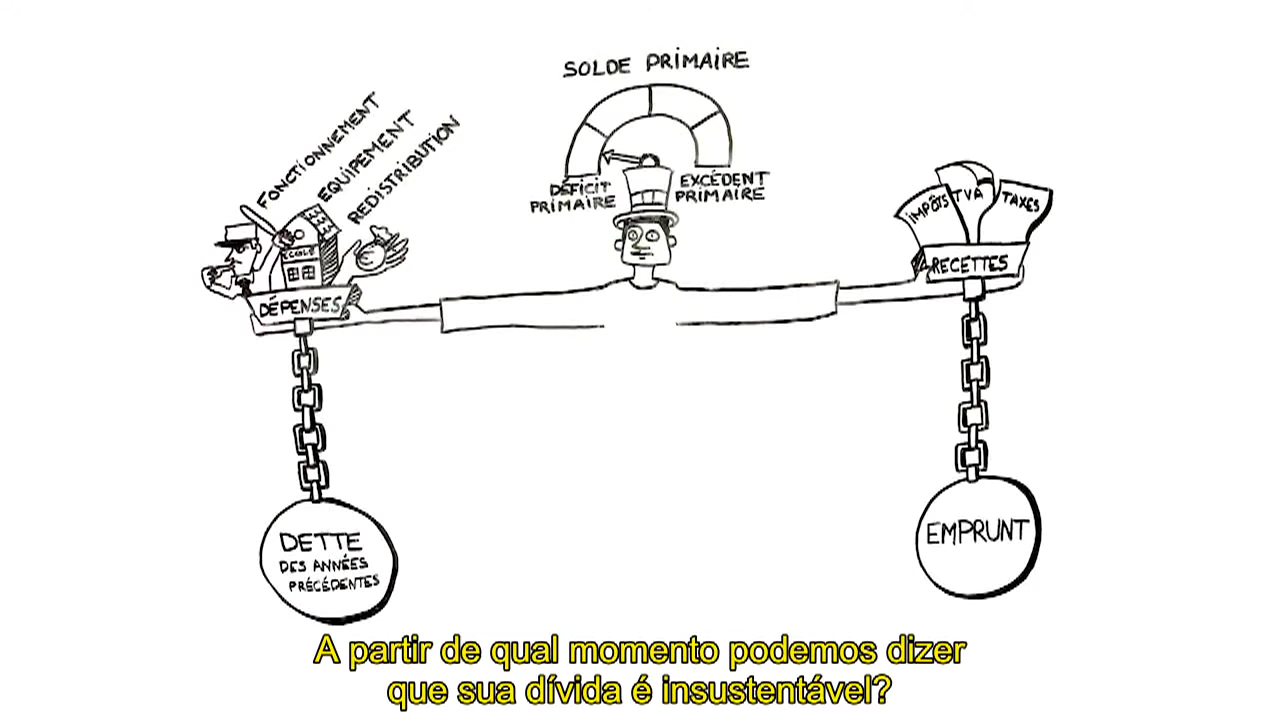 SOLDE PRIMAIRE
DÉFICIT
PRIMAIRE
EXCÉDENT
PRIMAIRE
FONCTIONNEMENT
EQUIPEMENT
REDISTRIBUTION
ECOLE
DÉPENSES
IMPÔTS
TVA
TAXES
RECETTES
DETTE
DES ANNÉES
PRÉCÉDENTES
EMPRUNT
A partir de qual momento podemos dizer
que sua dívida é insustentável?